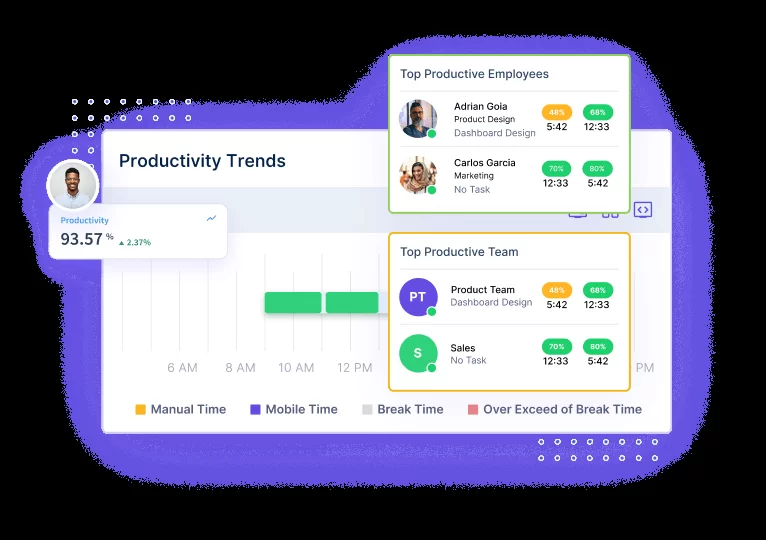 Top Productive Employees
Adrian Goia
Product Design
Dashboard Design
48%
5:42
68%
12:33
Carlos Garcia
Marketing
No Task
70%
12:33
80%
5:42
Productivity Trends
Productivity
93.57 %
2.37%
Top Productive Team
PT
Product Team
Dashboard Design
48%
5:42
68%
12:33
S
Sales
No Task
70%
12:33
80%
5:42
6 AM 8 AM 10 AM 12 PM PM
Manual Time Mobile Time Break Time Over Exceed of Break Time